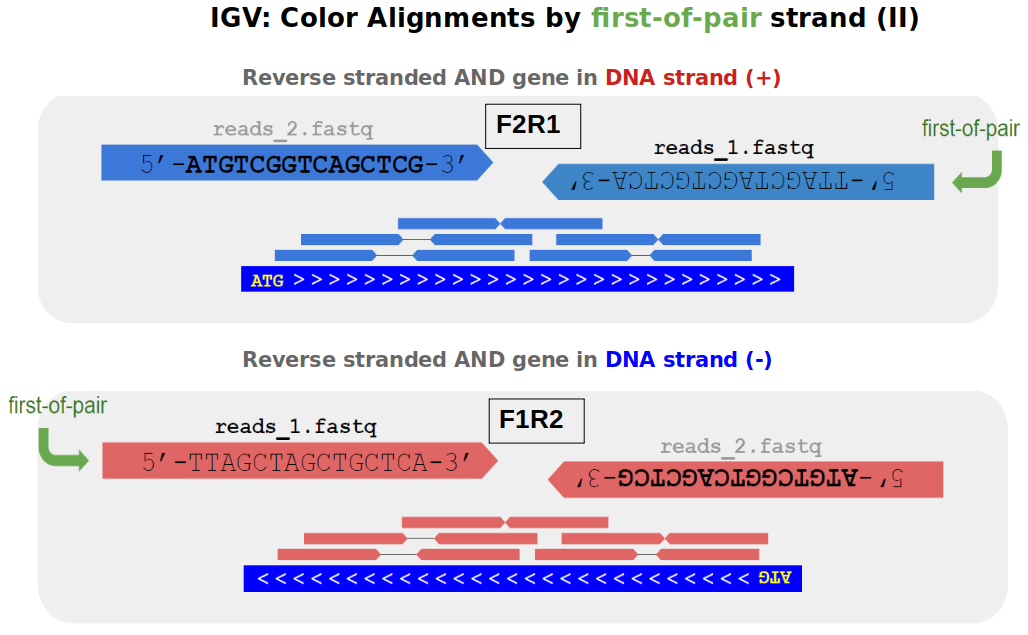 IGV: Color Alignments by first-of-pair strand (II)
Reverse stranded AND gene in DNA strand (+)
reads_2.fastq
F2R1
first-of-pair
reads_1.fastq
5’-ATGTCGGTCAGCTCG-3’
5’-TTAGCTAGCTGCTCA-3’
ATG >>>>>>>>>>>>>>>>>>>>>>>>>>>>
Reverse stranded AND gene in DNA strand (-)
first-of-pair
reads_1.fastq
F1R2
reads_2.fastq
5’-TTAGCTAGCTGCTCA-3’
5’-ATGTCGGTCAGCTCG-3’
<<<<<<<<<<<<<<<<<<<<<<<<<<<< ATG